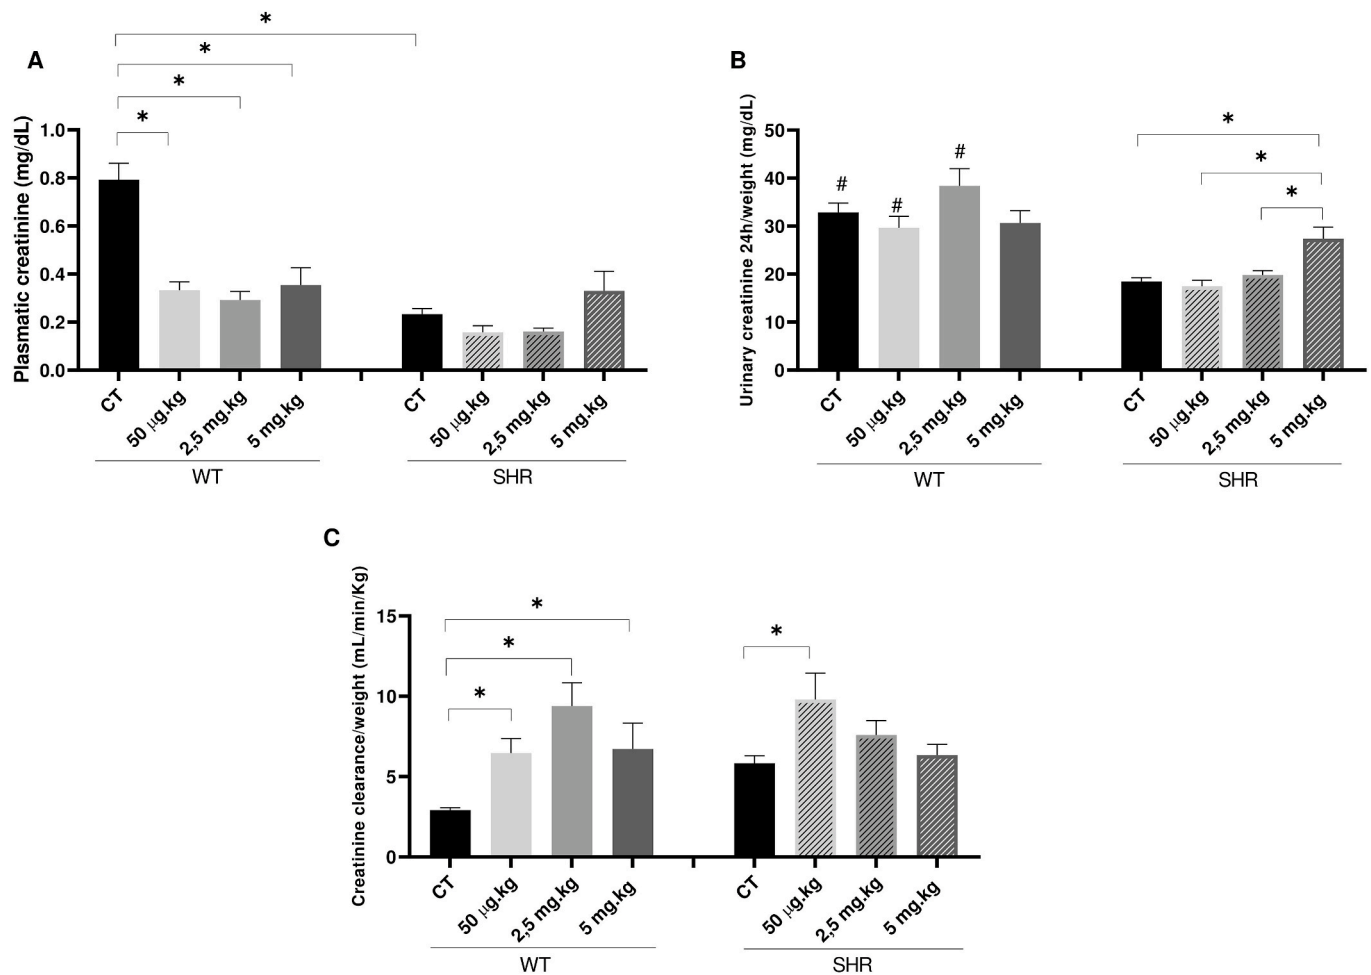 A
Plasmatic creatinine (mg/dL)
*
*
*
*
1.0
0.8
0.6
0.4
0.2
0.0
CT
50 μg.kg
2,5 mg.kg
5 mg.kg
CT
50 μg.kg
2,5 mg.kg
5 mg.kg
WT
SHR
B
Urinary creatinine 24h/weight (mg/dL)
50
40
30
20
10
0
#
#
#
*
*
*
CT
50 μg.kg
2,5 mg.kg
5 mg.kg
CT
50 μg.kg
2,5 mg.kg
5 mg.kg
WT
SHR
C
Creatinine clearance/weight (mL/min/Kg)
15
10
5
0
*
*
*
*
CT
50 μg.kg
2,5 mg.kg
5 mg.kg
CT
50 μg.kg
2,5 mg.kg
5 mg.kg
WT
SHR